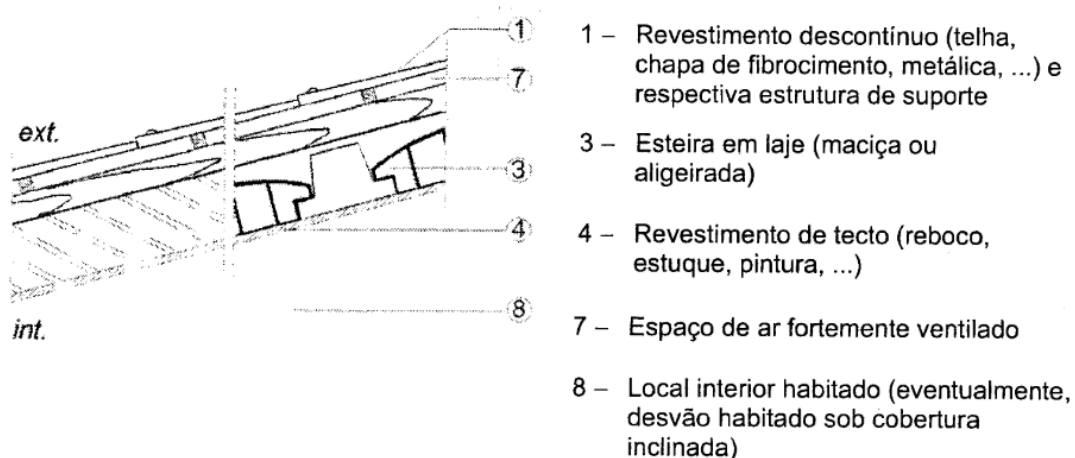 1
7
ext.
3
4
8
int.
1 – Revestimento descontínuo (telha,
chapa de fibrocimento, metálica, ...) e
respectiva estrutura de suporte
3 – Esteira em laje (maciça ou
aligeirada)
4 – Revestimento de tecto (reboco,
estuque, pintura, ...)
7 – Espaço de ar fortemente ventilado
8 – Local interior habitado (eventualmente,
desvão habitado sob cobertura
inclinada)